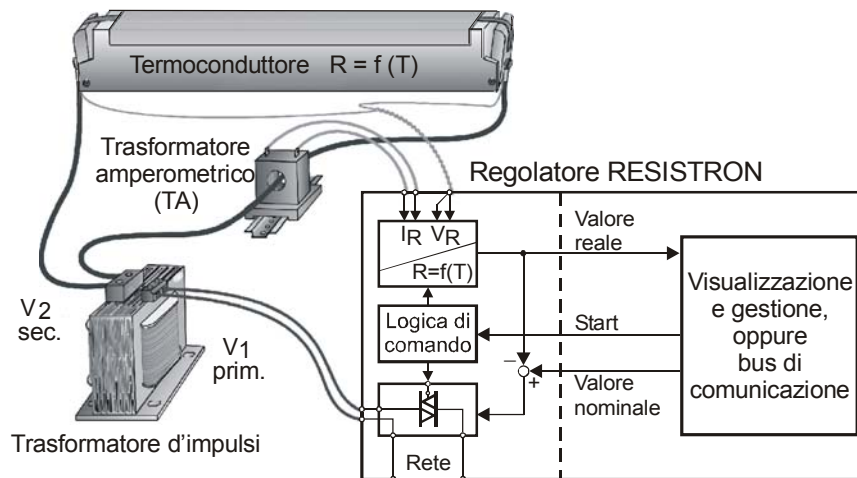 Termoconduttore R = f (T)
Trasformatore
amperometrico
(TA)
Regolatore RESISTRON
IR VR
R=f(T)
Valore
reale
Visualizzazione
e gestione,
oppure
bus di
comunicazione
Logica di
comando
Start
V2
sec.
V1
prim.
–
+
Valore
nominale
Trasformatore d'impulsi
Rete